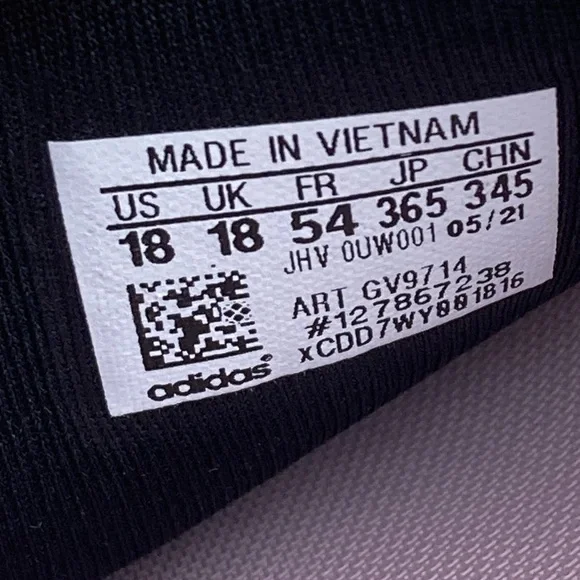 MADE IN VIETNAM
US UK FR JP CHN
18 18 54 365 345
JHV 0UW001 05/21
ART GV9714
#127867238
xCDD7WY001816
adidas®